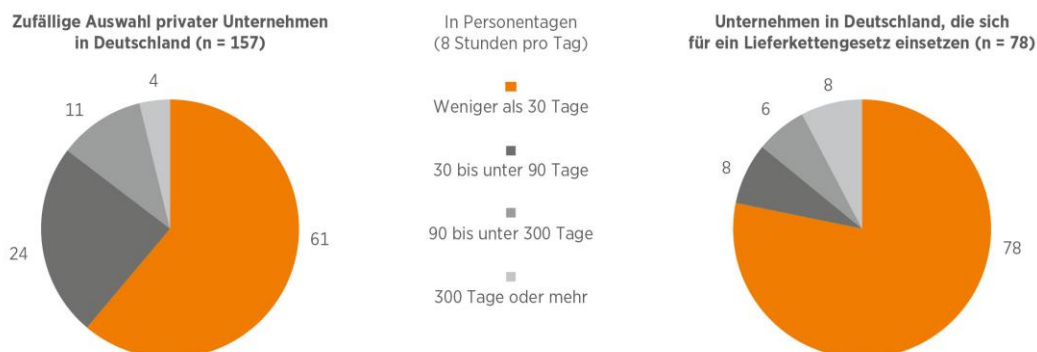 Zufällige Auswahl privater Unternehmen
in Deutschland (n = 157)
4
11
24
61
In Personentagen
(8 Stunden pro Tag)
Weniger als 30 Tage
30 bis unter 90 Tage
90 bis unter 300 Tage
300 Tage oder mehr
Unternehmen in Deutschland, die sich
für ein Lieferkettengesetz einsetzen (n = 78)
8
6
8
78